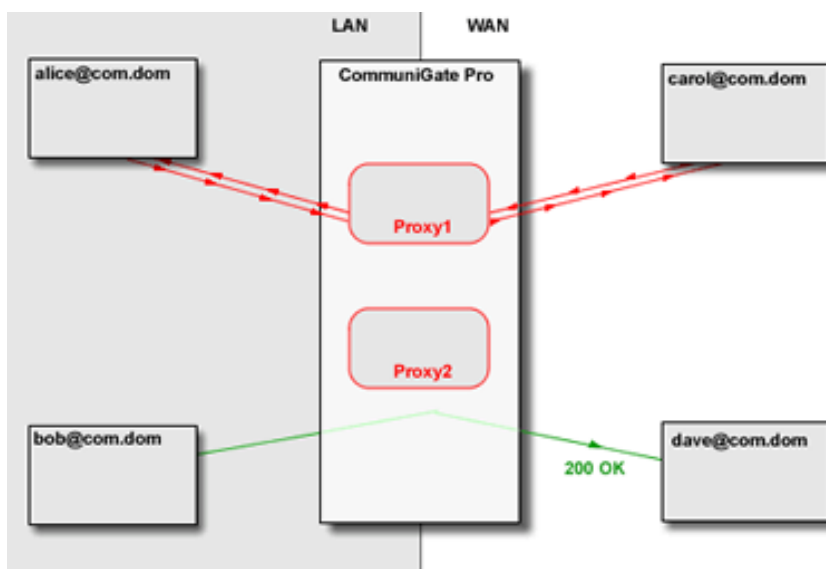 LAN WAN
alice@com.dom
CommuniGate Pro
carol@com.dom
Proxy1
Proxy2
bob@com.dom
dave@com.dom
200 OK